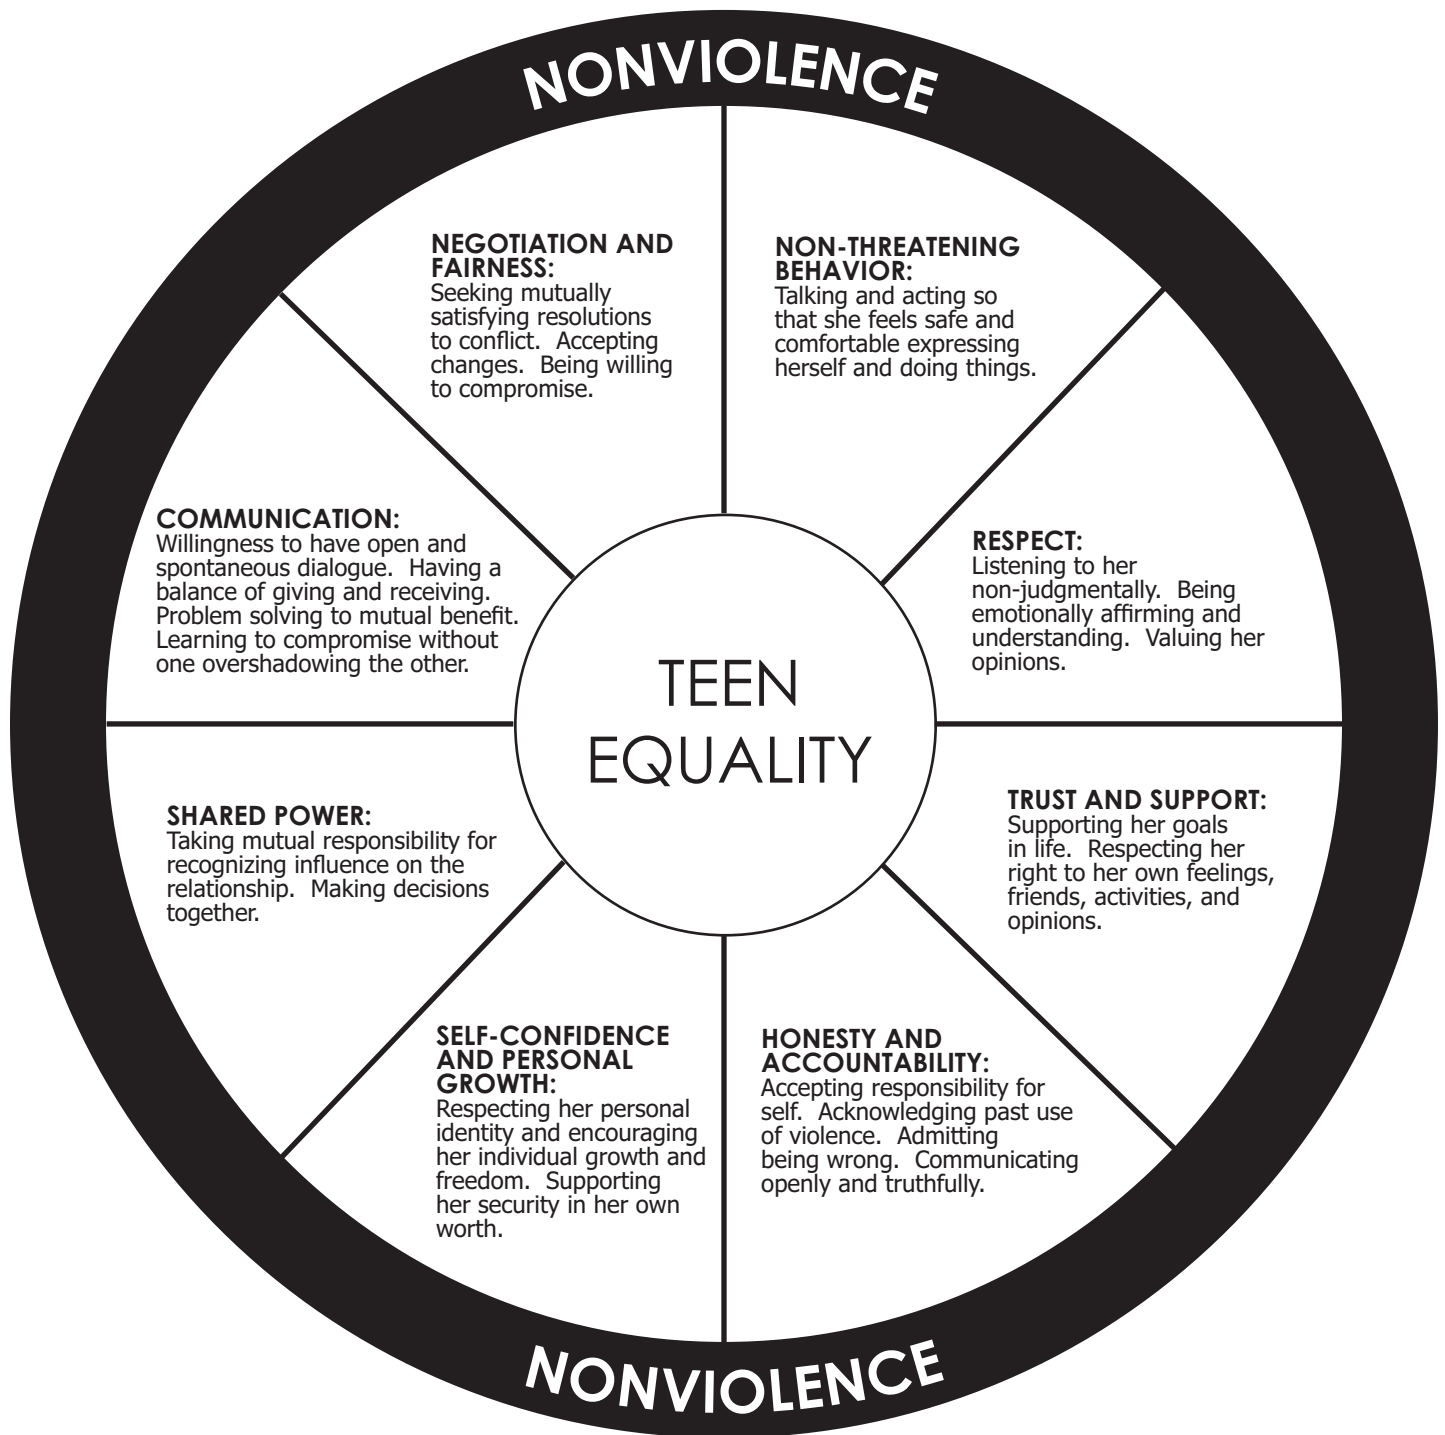 NONVIOLENCE
NEGOTIATION AND
FAIRNESS:
Seeking mutually
satisfying resolutions
to conflict.  Accepting
changes.  Being willing
to compromise.
NON-THREATENING
BEHAVIOR:
Talking and acting so
that she feels safe and
comfortable expressing
herself and doing things.
COMMUNICATION:
Willingness to have open and
spontaneous dialogue.  Having a
balance of giving and receiving.
Problem solving to mutual benefit.
Learning to compromise without
one overshadowing the other.
RESPECT:
Listening to her
non-judgmentally.  Being
emotionally affirming and
understanding.  Valuing her
opinions.
TEEN
EQUALITY
SHARED POWER:
Taking mutual responsibility for
recognizing influence on the
relationship.  Making decisions
together.
TRUST AND SUPPORT:
Supporting her goals
in life.  Respecting her
right to her own feelings,
friends, activities, and
opinions.
SELF-CONFIDENCE
AND PERSONAL
GROWTH:
Respecting her personal
identity and encouraging
her individual growth and
freedom.  Supporting
her security in her own
worth.
HONESTY AND
ACCOUNTABILITY:
Accepting responsibility for
self.  Acknowledging past use
of violence.  Admitting
being wrong.  Communicating
openly and truthfully.
NONVIOLENCE